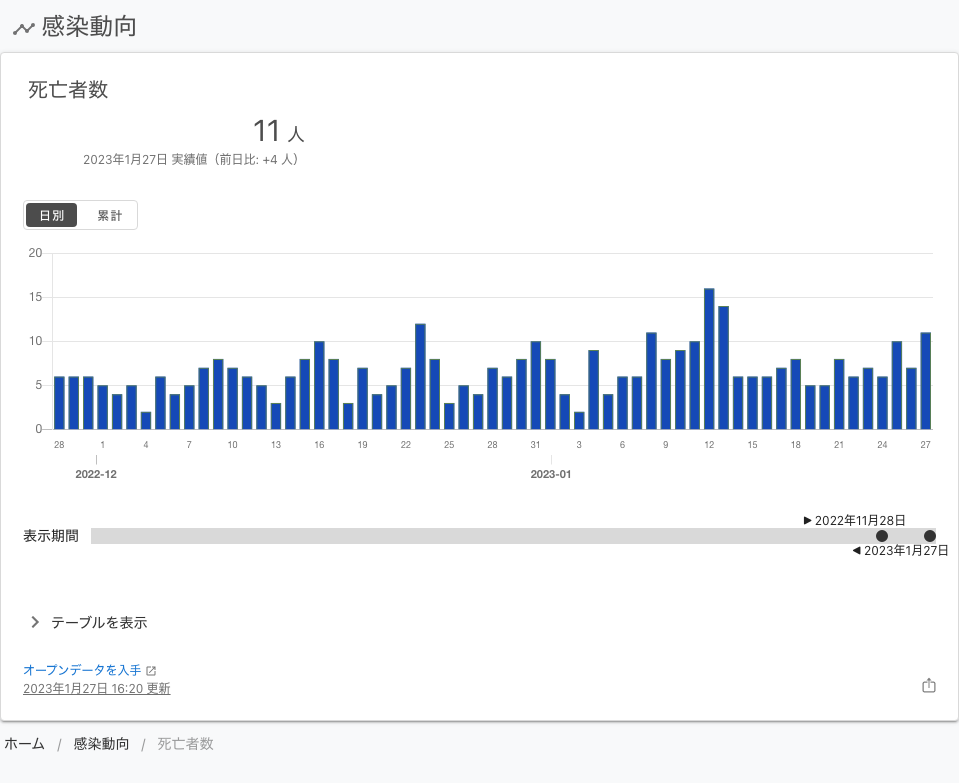 感染動向
死亡者数
11 人
2023年1月27日 実績値（前日比: +4 人）
日別 累計
20
15
10
5
0
28 1 4 7 10 13 16 19 22 25 28 31 3 6 9 12 15 18 21 24 27
2022-12 2023-01
▶ 2022年11月28日
表示期間
◀ 2023年1月27日
テーブルを表示
オープンデータを入手
2023年1月27日 16:20 更新
ホーム / 感染動向 / 死亡者数